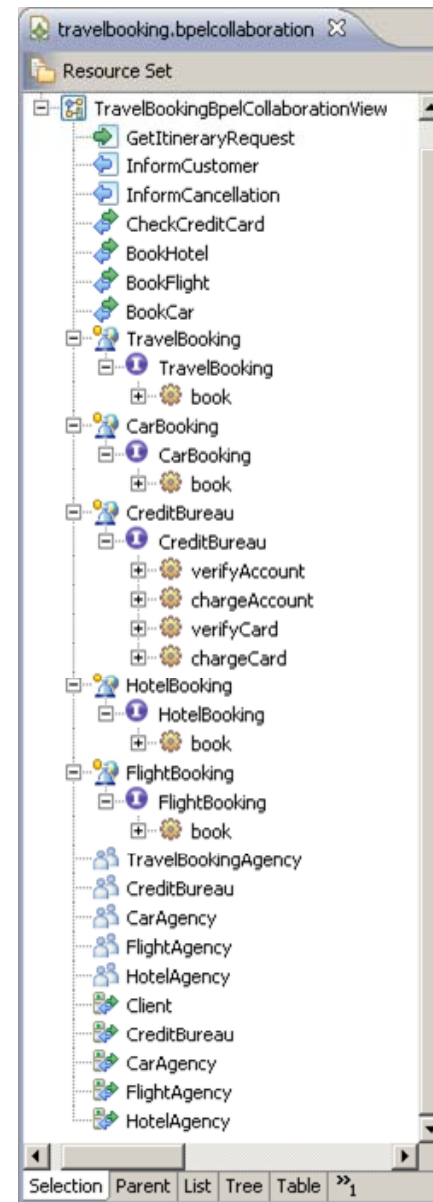 travelbooking.bpelcollaboration
Resource Set
TravelBookingBpelCollaborationView
GetItineraryRequest
InformCustomer
InformCancellation
CheckCreditCard
BookHotel
BookFlight
BookCar
TravelBooking
TravelBooking
book
CarBooking
CarBooking
book
CreditBureau
CreditBureau
verifyAccount
chargeAccount
verifyCard
chargeCard
HotelBooking
HotelBooking
book
FlightBooking
FlightBooking
book
TravelBookingAgency
CreditBureau
CarAgency
FlightAgency
HotelAgency
Client
CreditBureau
CarAgency
FlightAgency
HotelAgency
Selection Parent List Tree Table »1